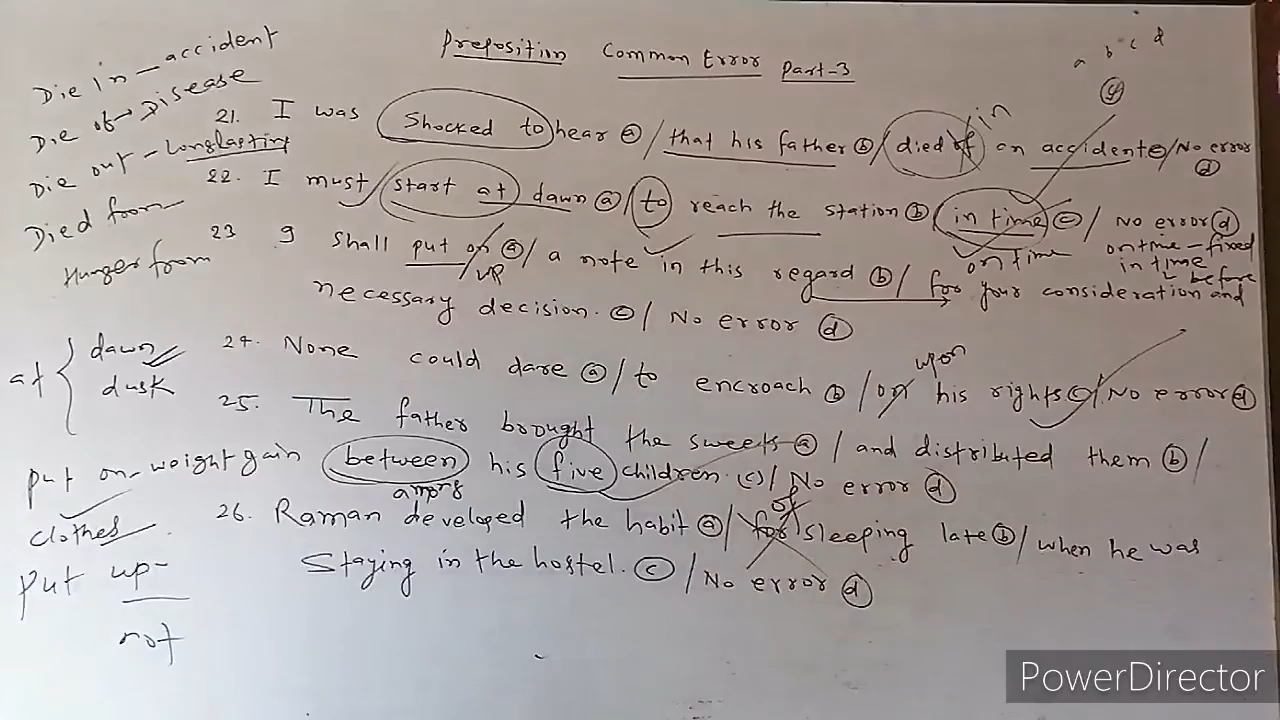 Preposition Common Error Part-3
a b c d
Die in - accident
Die of → Disease
Die out - Longlasting
Died from -
Hunger from
21. I was shocked to hear (a) / that his father (b) / died of in an accident (c) / No error (d)
22. I must / start at dawn (a) / to reach the station (b) (in time) (c) / No error (d)
on time
on time - fixed
in time
before
23 I shall put on (a) / a note in this regard (b) / for your consideration and
up
necessary decision. (c) / No error (d)
at { dawn
dusk
24. None could dare (a) / to encroach (b) / on his rights (c) / No error (d)
upon
25. The father brought the sweets (a) / and distributed them (b) /
between his five children. (c) / No error (d)
among
put on - weight gain
clothes
Put up -
not
26. Raman developed the habit (a) / for sleeping late (b) / when he was
of
Staying in the hostel. (c) / No error (d)
PowerDirector